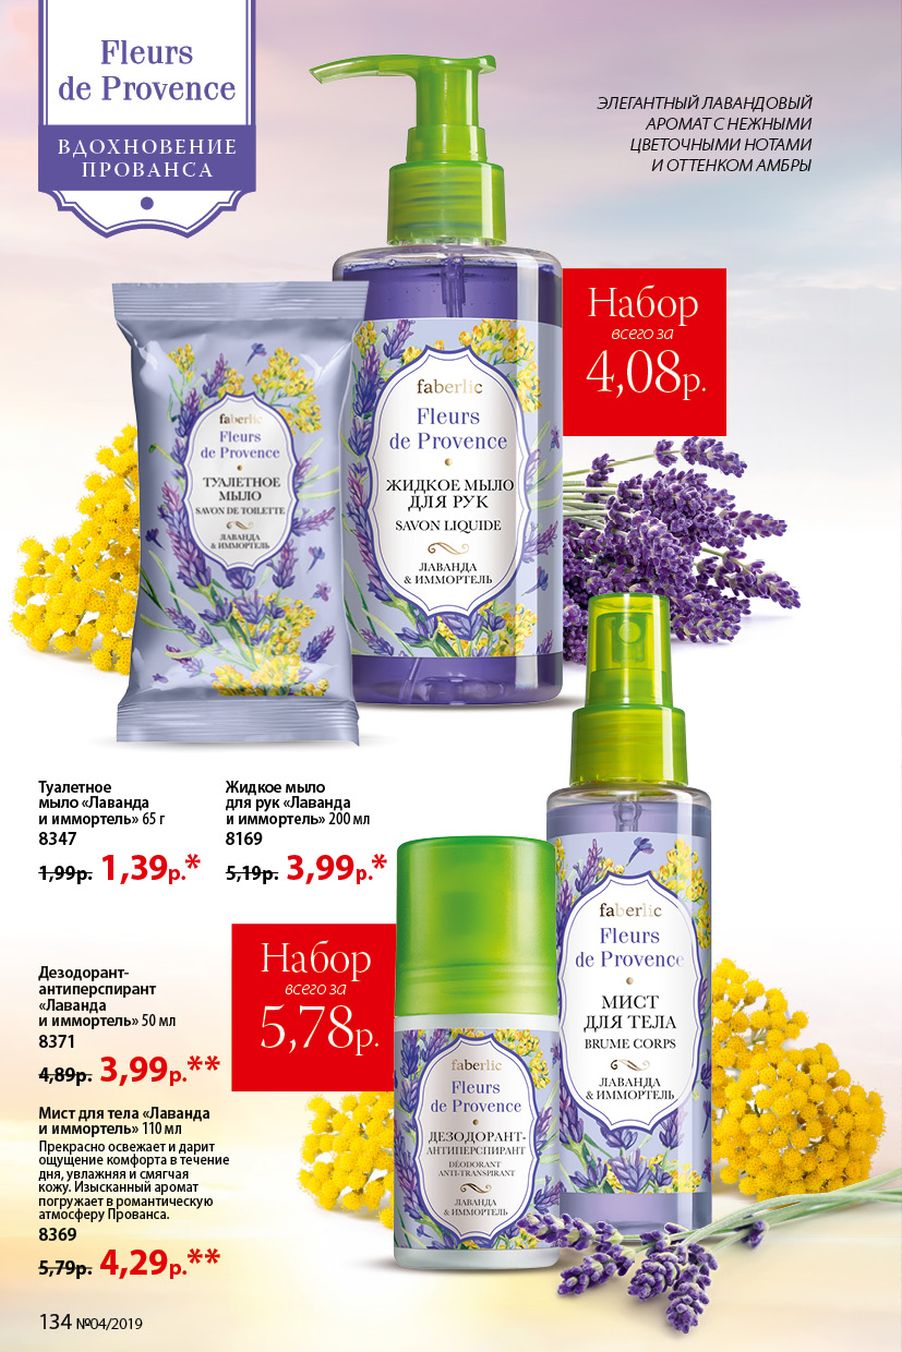 Fleurs
de Provence
ВДОХНОВЕНИЕ
ПРОВАНСА
ЭЛЕГАНТНЫЙ ЛАВАНДОВЫЙ
АРОМАТ С НЕЖНЫМИ
ЦВЕТОЧНЫМИ НОТАМИ
И ОТТЕНКОМ АМБРЫ
Набор
всего за
4,08р.
faberlic
Fleurs
de Provence
ТУАЛЕТНОЕ
МЫЛО
SAVON DE TOILETTE
ЛАВАНДА
& ИММОРТЕЛЬ
faberlic
Fleurs
de Provence
ЖИДКОЕ МЫЛО
ДЛЯ РУК
SAVON LIQUIDE
ЛАВАНДА
& ИММОРТЕЛЬ
Туалетное
мыло «Лаванда
и иммортель» 65 г
8347
1,99р. 1,39р.*
Жидкое мыло
для рук «Лаванда
и иммортель» 200 мл
8169
5,19р. 3,99р.*
Набор
всего за
5,78р.
Дезодорант-
антиперспирант
«Лаванда
и иммортель» 50 мл
8371
4,89р. 3,99р.**
Мист для тела «Лаванда
и иммортель» 110 мл
Прекрасно освежает и дарит
ощущение комфорта в течение
дня, увлажняя и смягчая
кожу. Изысканный аромат
погружает в романтическую
атмосферу Прованса.
8369
5,79р. 4,29р.**
faberlic
Fleurs
de Provence
ДЕЗОДОРАНТ-
АНТИПЕРСПИРАНТ
DÉODORANT
ANTI-TRANSPIRANT
ЛАВАНДА
& ИММОРТЕЛЬ
faberlic
Fleurs
de Provence
МИСТ
ДЛЯ ТЕЛА
BRUME CORPS
ЛАВАНДА
& ИММОРТЕЛЬ
134 №04/2019